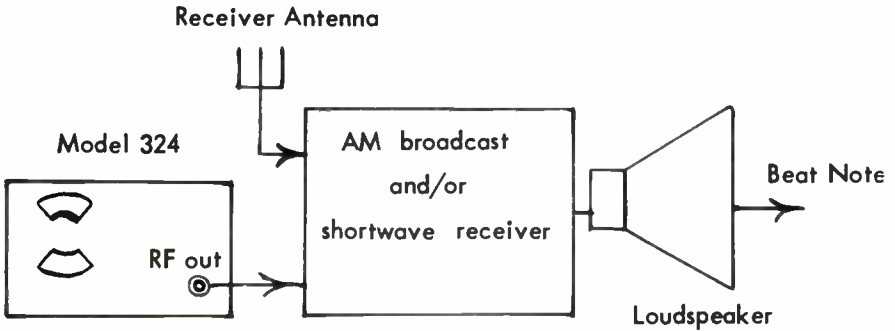 Receiver Antenna
Model 324
RF out
AM broadcast
and/or
shortwave receiver
Beat Note
Loudspeaker